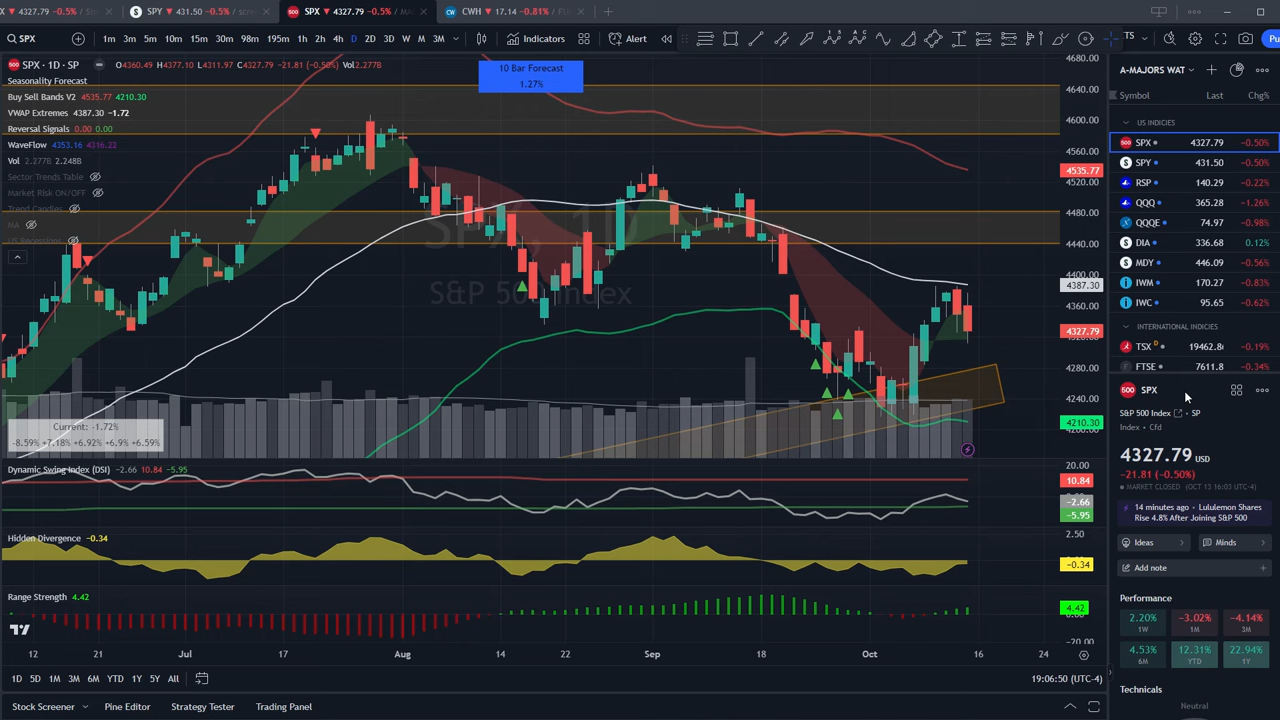 X ▼ 4327.79 −0.5%
SPY ▼ 431.50 −0.5%
SPX ▼ 4327.79 −0.5%
CWH ▼ 17.14 −0.81%
SPX
1m 3m 5m 10m 15m 30m 98m 195m 1h 2h 4h D 2D 3D W M 3M
Indicators
Alert
SPX · 1D · SP O4360.49 H4377.10 L4311.97 C4327.79 −21.81 (−0.50%) Vol2.277B
Seasonality Forecast
Buy Sell Bands V2 4535.77 4210.30
VWAP Extremes 4387.30 −1.72
Reversal Signals 0.00 0.00
WaveFlow 4353.16 4316.22
Vol 2.277B 2.248B
Sector Trends Table
Market Risk ON/OFF
Trend Candles
MA
US Recessions
10 Bar Forecast
1.27%
SPX, 1D
S&P 500 Index
4680.00
4640.00
4600.00
4560.00
4535.77
4520.00
4480.00
4440.00
4400.00
4387.30
4360.00
4327.79
4280.00
4240.00
4210.30
Current: -1.72%
-8.59% +7.18% +6.92% +6.9% +6.59%
Dynamic Swing Index (DSI) −2.66 10.84 −5.95
20.00
10.84
−2.66
−5.95
Hidden Divergence −0.34
2.50
−0.34
Range Strength 4.42
4.42
−20.00
12 21 Jul 17 Aug 14 22 Sep 18 Oct 16 24
1D 5D 1M 3M 6M YTD 1Y 5Y All
19:06:50 (UTC-4)
Stock Screener Pine Editor Strategy Tester Trading Panel
A-MAJORS WAT
Symbol Last Chg%
US INDICIES
SPX 4327.79 −0.50%
SPY 431.50 −0.50%
RSP 140.29 −0.22%
QQQ 365.28 −1.26%
QQQE 74.97 −0.98%
DIA 336.68 0.12%
MDY 446.09 −0.56%
IWM 170.27 −0.83%
IWC 95.65 −0.62%
INTERNATIONAL INDICIES
TSX D 19462.8 −0.19%
FTSE 7611.8 −0.34%
SPX
S&P 500 Index • SP
Index • Cfd
4327.79 USD
−21.81 (−0.50%)
MARKET CLOSED (OCT 13 16:03 UTC-4)
14 minutes ago • Lululemon Shares
Rise 4.8% After Joining S&P 500
Ideas Minds
Add note
Performance
2.20% −3.02% −4.14%
1W 1M 3M
4.53% 12.31% 22.94%
6M YTD 1Y
Technicals
Neutral